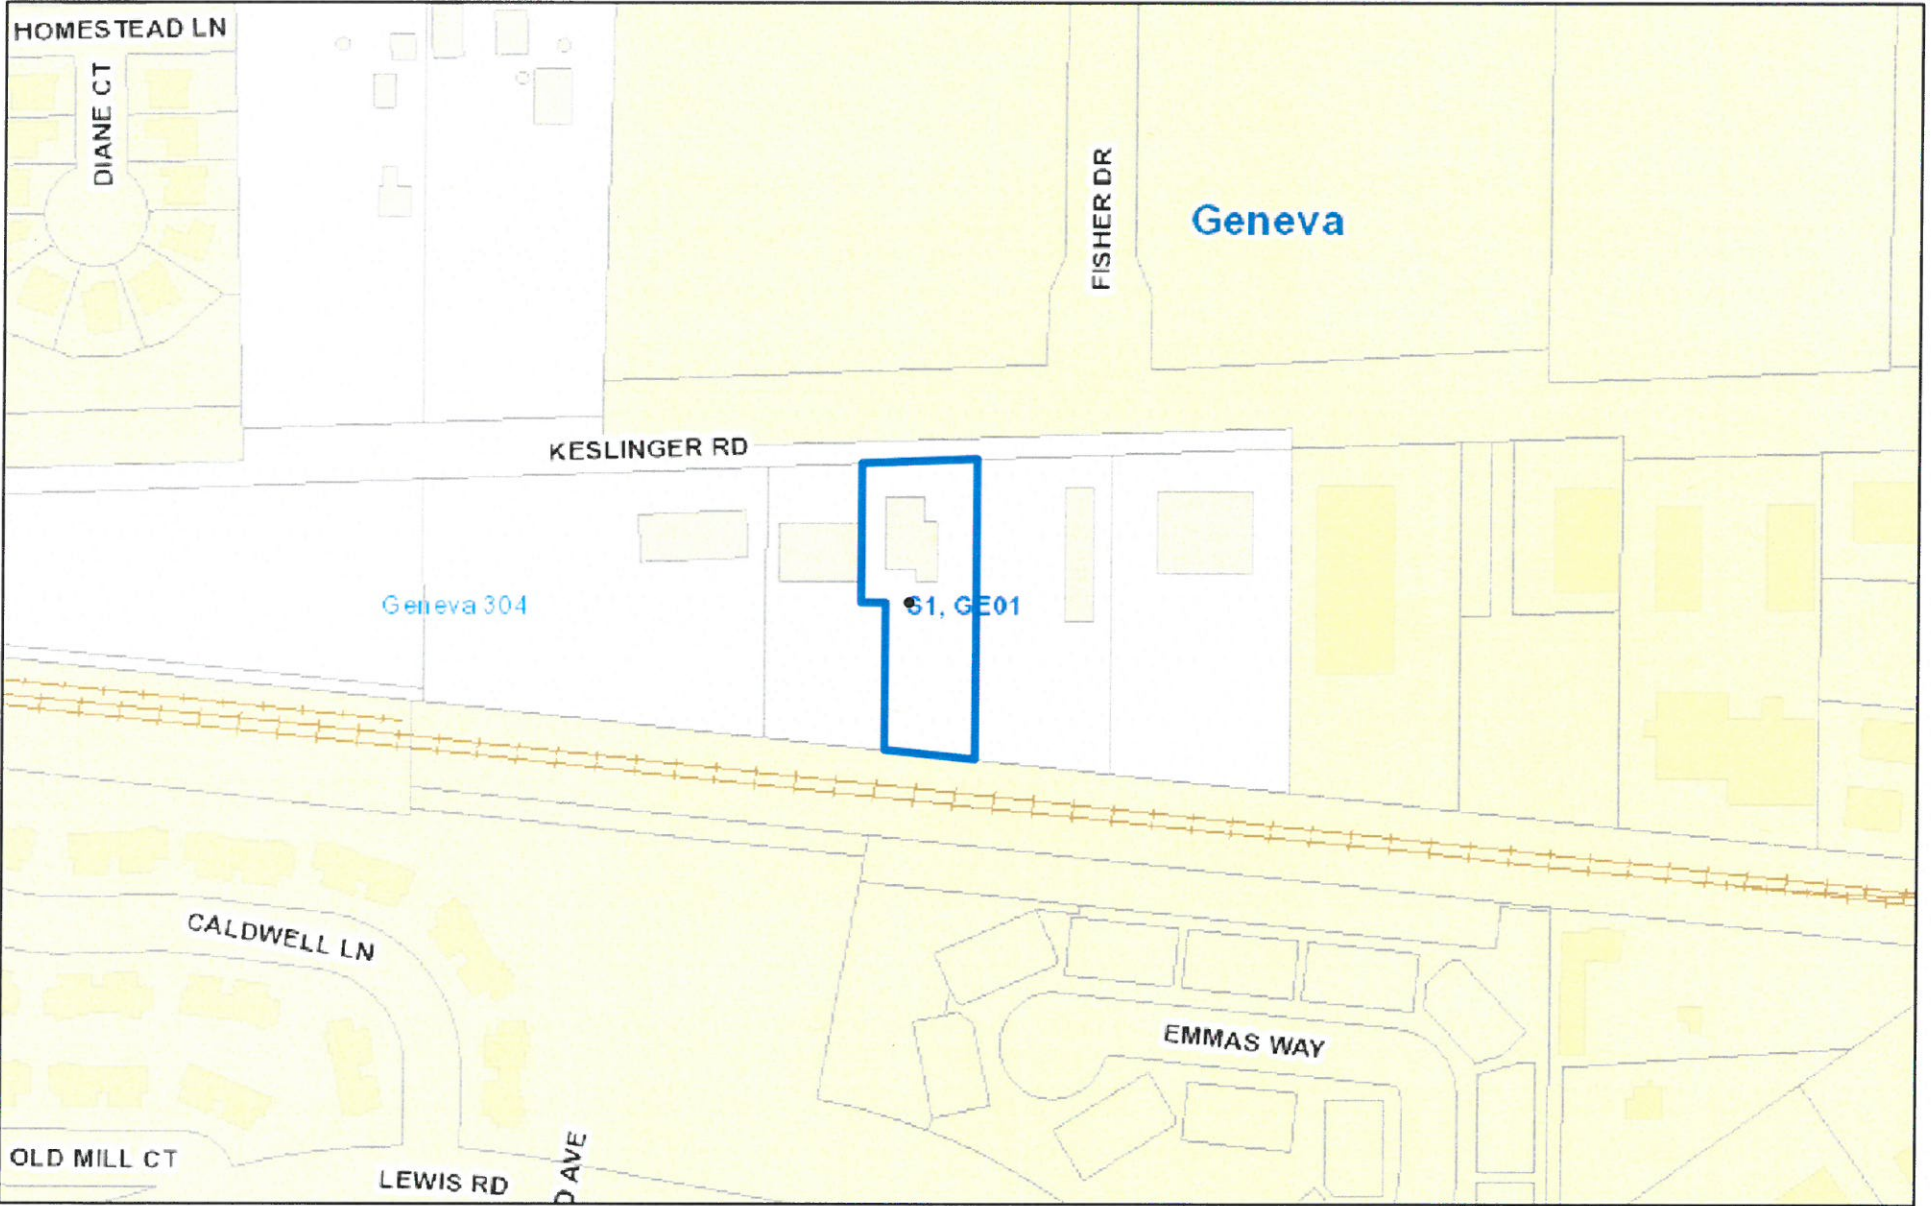 HOMESTEAD LN
DIANE CT
FISHER DR
Geneva
KESLINGER RD
Geneva 304
S1, GE01
CALDWELL LN
EMMAS WAY
OLD MILL CT
LEWIS RD
AVE